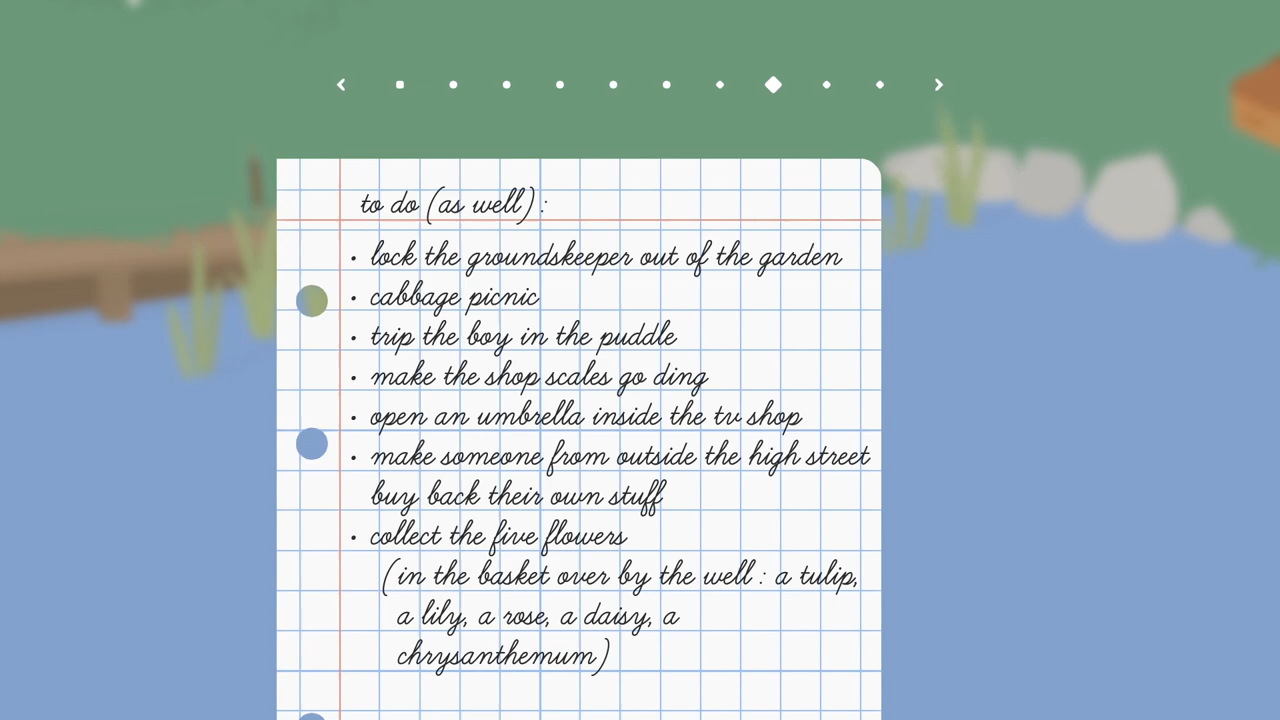 to do (as well) :
• lock the groundskeeper out of the garden
• cabbage picnic
• trip the boy in the puddle
• make the shop scales go ding
• open an umbrella inside the tv shop
• make someone from outside the high street
buy back their own stuff
• collect the five flowers
(in the basket over by the well : a tulip,
a lily, a rose, a daisy, a
chrysanthemum)